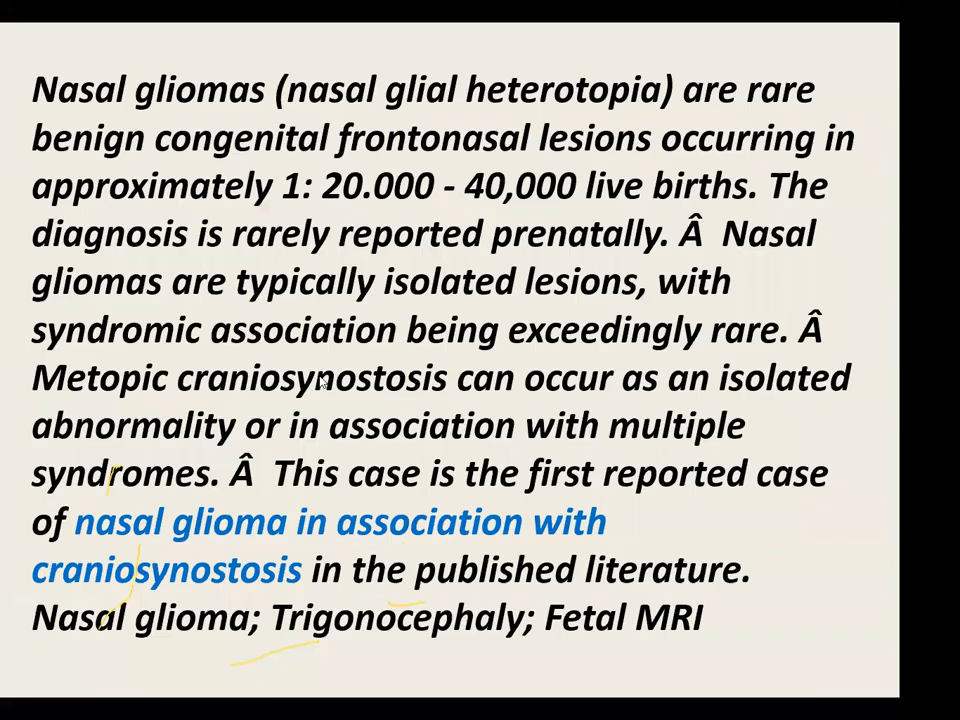 Nasal gliomas (nasal glial heterotopia) are rare
benign congenital frontonasal lesions occurring in
approximately 1: 20.000 - 40,000 live births. The
diagnosis is rarely reported prenatally. Â  Nasal
gliomas are typically isolated lesions, with
syndromic association being exceedingly rare. Â
Metopic craniosynostosis can occur as an isolated
abnormality or in association with multiple
syndromes. Â  This case is the first reported case
of nasal glioma in association with
craniosynostosis in the published literature.
Nasal glioma; Trigonocephaly; Fetal MRI